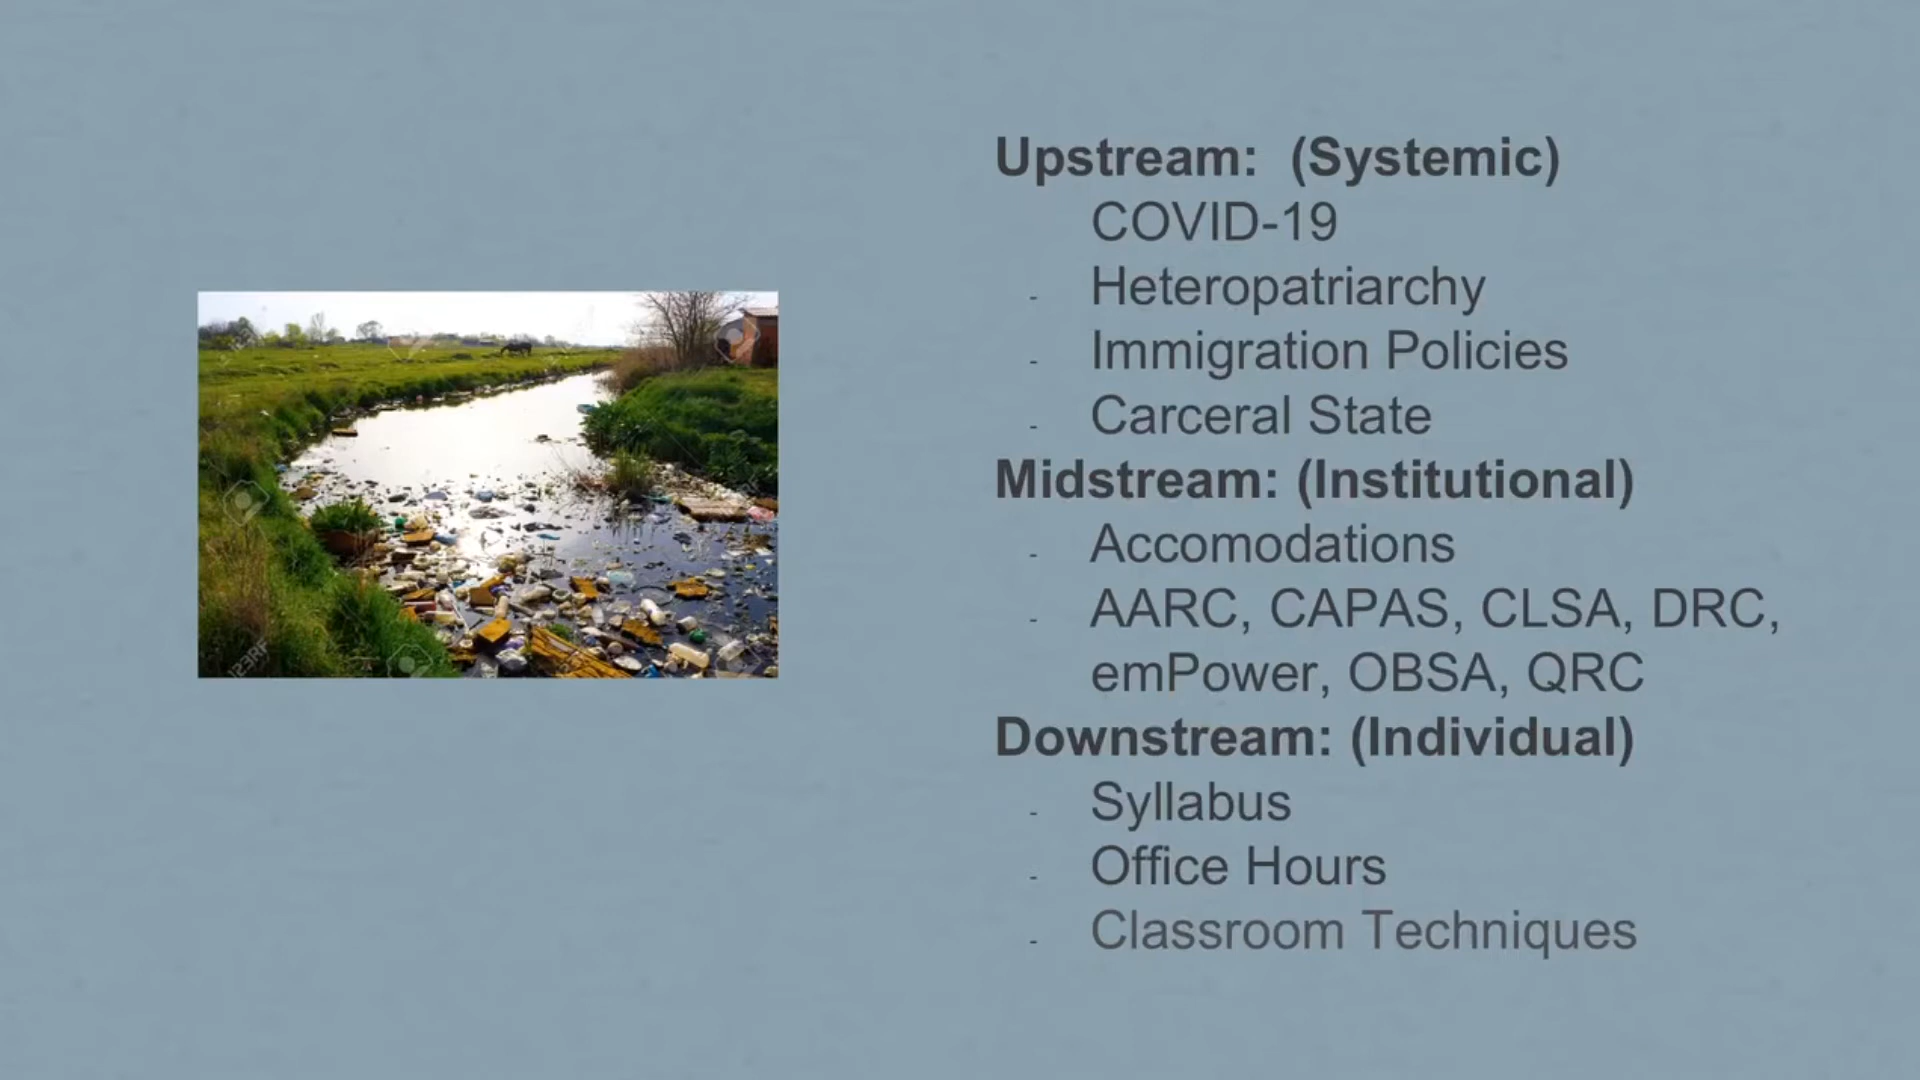 Upstream: (Systemic)
COVID-19
- Heteropatriarchy
- Immigration Policies
- Carceral State
Midstream: (Institutional)
- Accomodations
- AARC, CAPAS, CLSA, DRC,
emPower, OBSA, QRC
Downstream: (Individual)
- Syllabus
- Office Hours
- Classroom Techniques
123RF